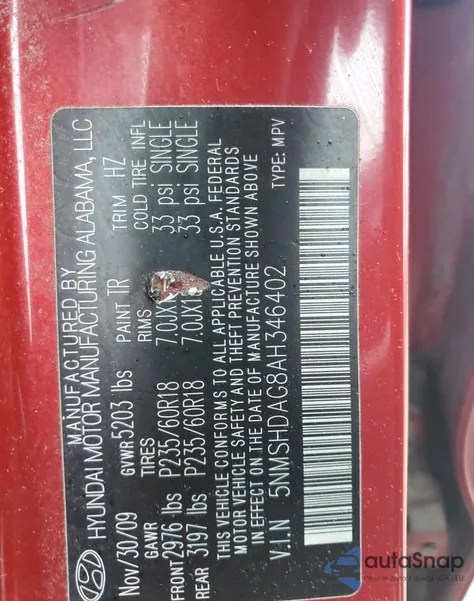 MANUFACTURED BY
HYUNDAI MOTOR MANUFACTURING ALABAMA, LLC
Nov/30/09 GVWR 5203 lbs PAINT TR TRIM HZ
GAWR TIRES RIMS COLD TIRE INFL
FRONT 2976 lbs P235/60R18 7.0JX 33 psi SINGLE
REAR 3197 lbs P235/60R18 7.0JX 33 psi SINGLE
THIS VEHICLE CONFORMS TO ALL APPLICABLE U.S.A. FEDERAL
MOTOR VEHICLE SAFETY AND THEFT PREVENTION STANDARDS
IN EFFECT ON THE DATE OF MANUFACTURE SHOWN ABOVE
V.I.N 5NMSHDAG8AH346402 TYPE: MPV
autoSnap